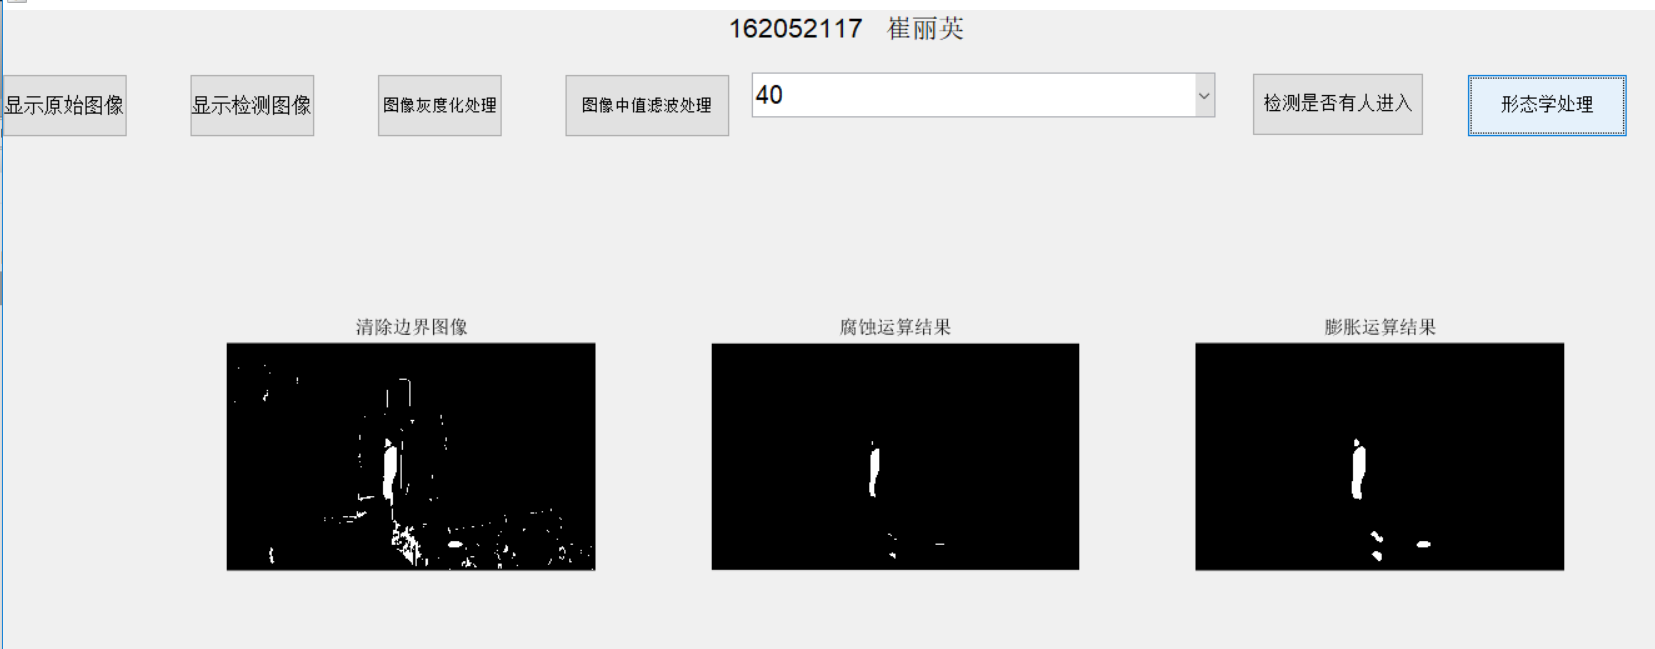 162052117 崔丽英
显示原始图像
显示检测图像
图像灰度化处理
图像中值滤波处理
40
检测是否有人进入
形态学处理
清除边界图像
腐蚀运算结果
膨胀运算结果